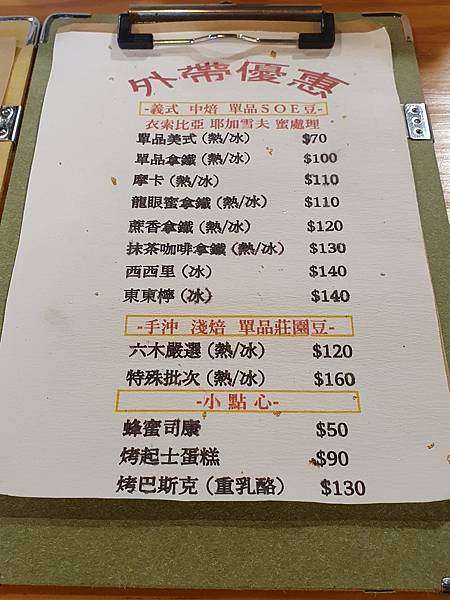 外帶優惠
-義式 中焙 單品SOE豆-
衣索比亞 耶加雪夫 蜜處理
單品美式 (熱/冰) $70
單品拿鐵 (熱/冰) $100
摩卡 (熱/冰) $110
龍眼蜜拿鐵 (熱/冰) $110
蔗香拿鐵 (熱/冰) $120
抹茶咖啡拿鐵 (熱/冰) $130
西西里 (冰) $140
東東檸 (冰) $140
-手沖 淺焙 單品莊園豆-
六木嚴選 (熱/冰) $120
特殊批次 (熱/冰) $160
-小點心-
蜂蜜司康 $50
烤起士蛋糕 $90
烤巴斯克 (重乳酪) $130